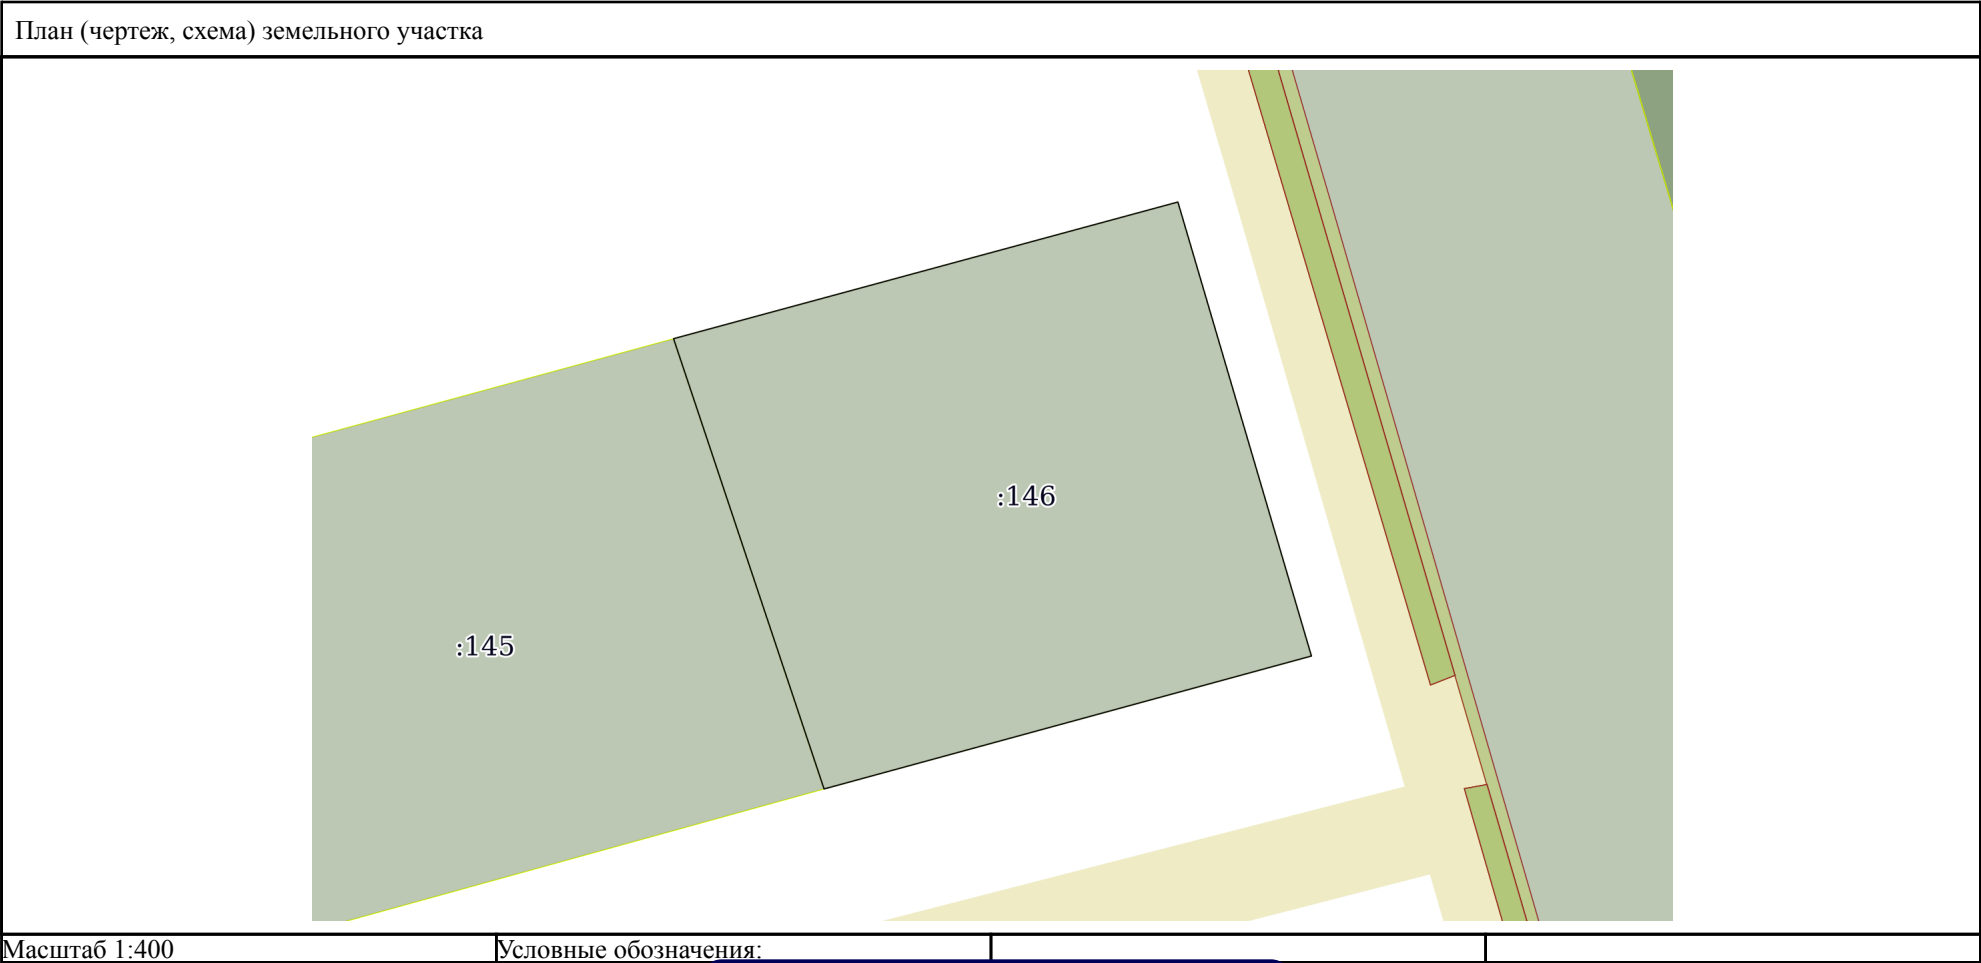 План (чертеж, схема) земельного участка
:146
:145
Масштаб 1:400
Условные обозначения: